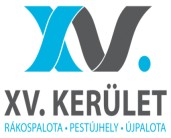 XV.
XV. KERÜLET
RÁKOSPALOTA • PESTÚJHELY • ÚJPALOTA